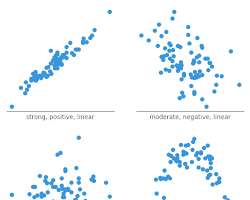 strong, positive, linear
moderate, negative, linear